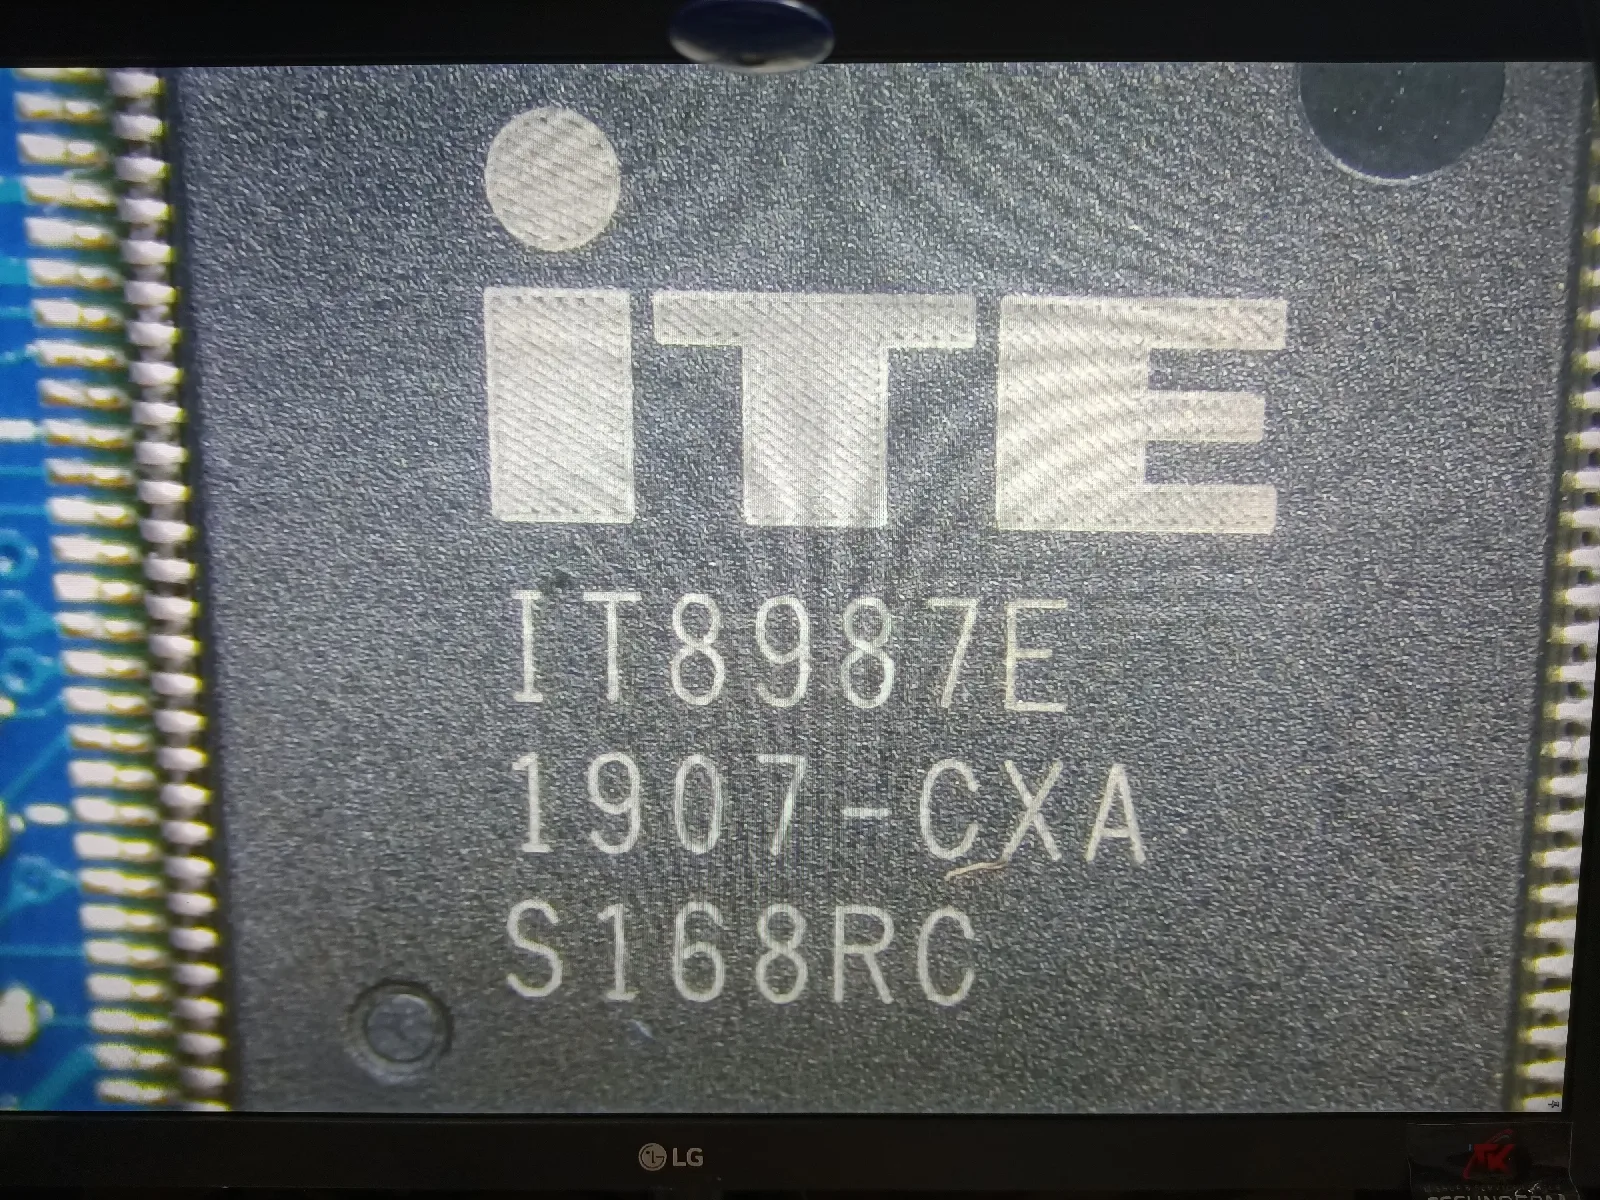 iTE
IT8987E
1907-CXA
S168RC
LG